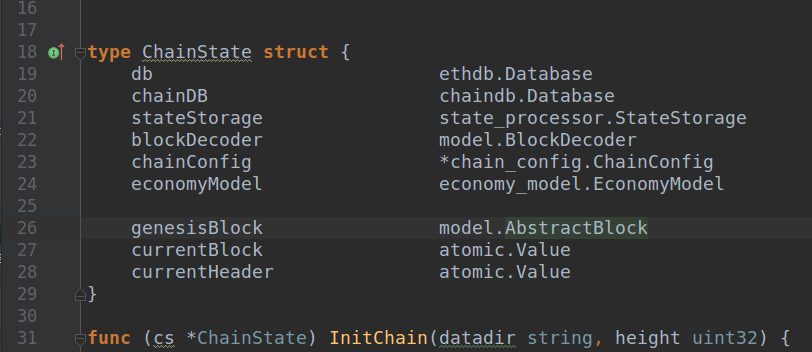 16
17
18 type ChainState struct {
19 db ethdb.Database
20 chainDB chaindb.Database
21 stateStorage state_processor.StateStorage
22 blockDecoder model.BlockDecoder
23 chainConfig *chain_config.ChainConfig
24 economyModel economy_model.EconomyModel
25
26 genesisBlock model.AbstractBlock
27 currentBlock atomic.Value
28 currentHeader atomic.Value
29 }
30
31 func (cs *ChainState) InitChain(datadir string, height uint32) {